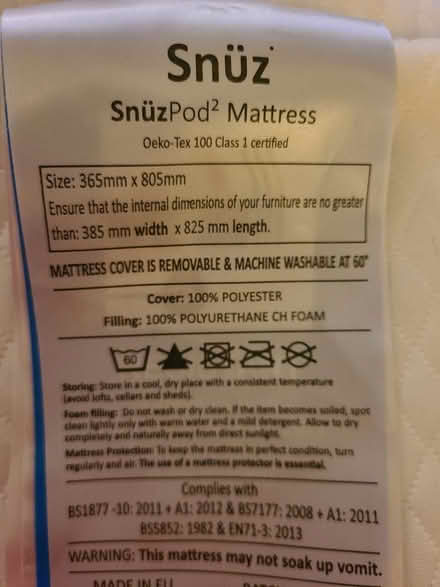 Snüz
SnüzPod² Mattress
Oeko-Tex 100 Class 1 certified
Size: 365mm x 805mm
Ensure that the internal dimensions of your furniture are no greater
than: 385 mm width x 825 mm length.
MATTRESS COVER IS REMOVABLE & MACHINE WASHABLE AT 60°
Cover: 100% POLYESTER
Filling: 100% POLYURETHANE CH FOAM
60
Storing: Store in a cool, dry place with a consistent temperature
(avoid lofts, cellars and sheds).
Foam filling: Do not wash or dry clean. If the item becomes soiled, spot
clean lightly only with warm water and a mild detergent. Allow to dry
completely and naturally away from direct sunlight.
Mattress Protection: To keep the mattress in perfect condition, turn
regularly and air. The use of a mattress protector is essential.
Complies with
BS1877 -10: 2011 + A1: 2012 & BS7177: 2008 + A1: 2011
BS5852: 1982 & EN71-3: 2013
WARNING: This mattress may not soak up vomit.
MADE IN EU